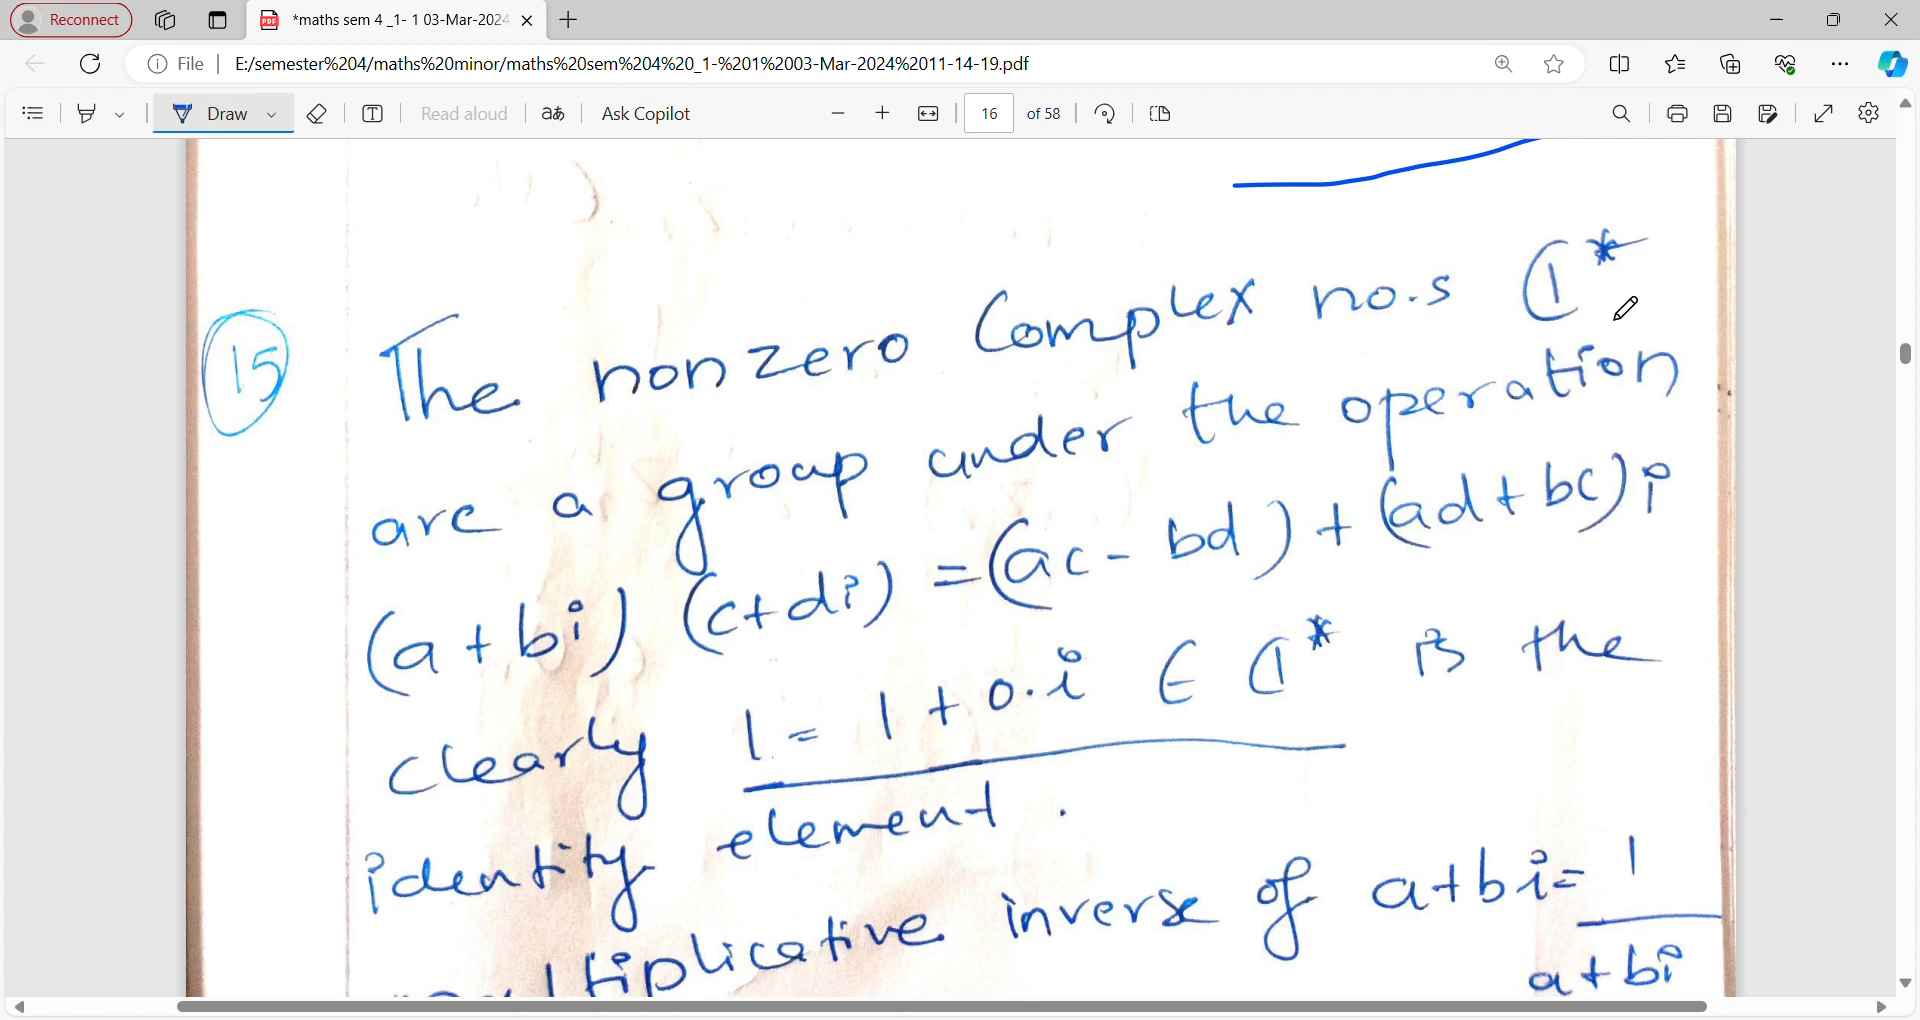 Reconnect
*maths sem 4 _1- 1 03-Mar-2024
File
E:/semester%204/maths%20minor/maths%20sem%204%20_1-%201%2003-Mar-2024%2011-14-19.pdf
Draw
Read aloud
aあ
Ask Copilot
16 of 58
15
The nonzero Complex no.s ℂ*
are a group under the operation
(a+bi) (c+di) = (ac - bd) + (ad + bc)i
clearly 1 = 1 + 0.i ∈ ℂ* is the
identity element.
multiplicative inverse of a+bi = 1
a+bi